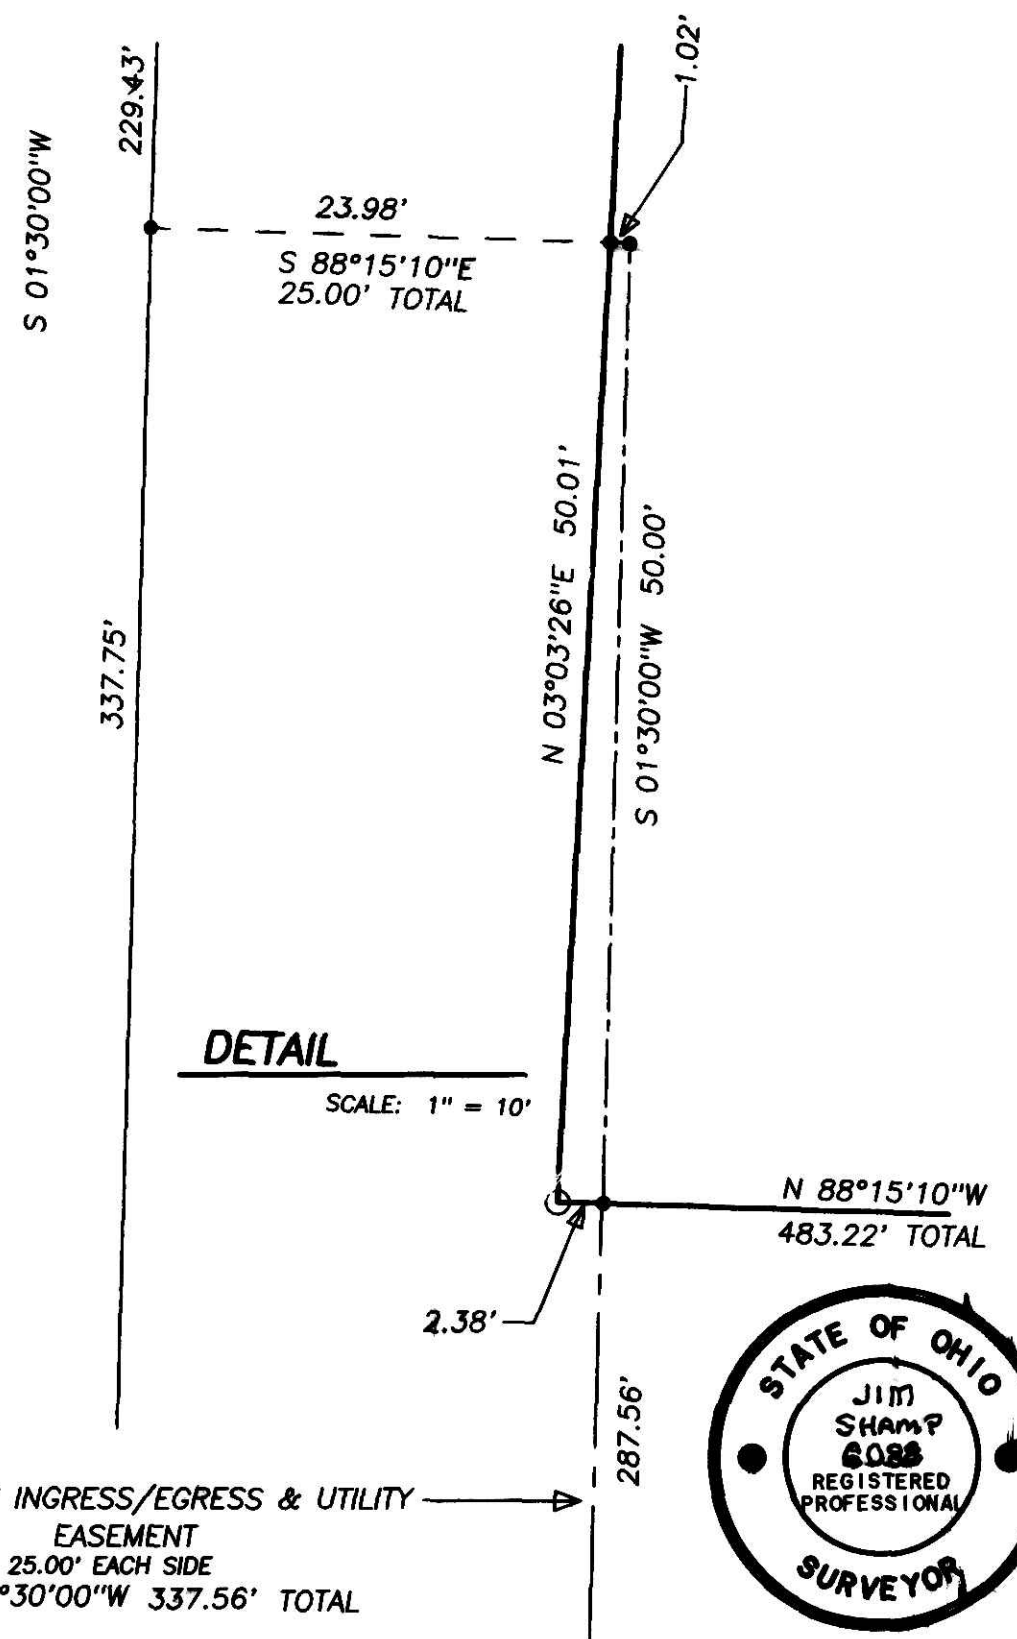 229.43'
S 01°30'00"W
1.02'
23.98'
S 88°15'10"E
25.00' TOTAL
N 03°03'26"E 50.01'
S 01°30'00"W 50.00'
337.75'
DETAIL
SCALE: 1" = 10'
N 88°15'10"W
483.22' TOTAL
2.38'
287.56'
INGRESS/EGRESS & UTILITY
EASEMENT
25.00' EACH SIDE
°30'00"W 337.56' TOTAL
STATE OF OHIO
JIM
SHAMP
REGISTERED
PROFESSIONAL
SURVEYOR